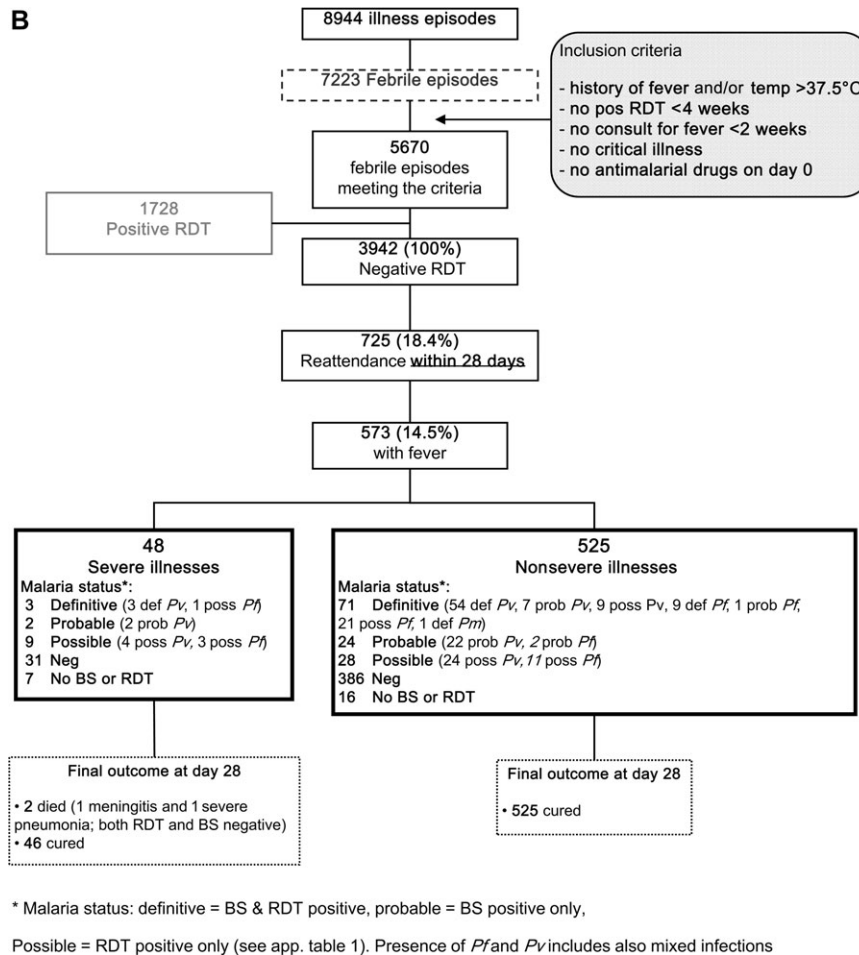 B
8944 illness episodes
7223 Febrile episodes
Inclusion criteria
- history of fever and/or temp >37.5°C
- no pos RDT <4 weeks
- no consult for fever <2 weeks
- no critical illness
- no antimalarial drugs on day 0
5670
febrile episodes
meeting the criteria
1728
Positive RDT
3942 (100%)
Negative RDT
725 (18.4%)
Reattendance within 28 days
573 (14.5%)
with fever
48
Severe illnesses
Malaria status*:
3 Definitive (3 def Pv, 1 poss Pf)
2 Probable (2 prob Pv)
9 Possible (4 poss Pv, 3 poss Pf)
31 Neg
7 No BS or RDT
525
Nonsevere illnesses
Malaria status*:
71 Definitive (54 def Pv, 7 prob Pv, 9 poss Pv, 9 def Pf, 1 prob Pf,
21 poss Pf, 1 def Pm)
24 Probable (22 prob Pv, 2 prob Pf)
28 Possible (24 poss Pv, 11 poss Pf)
386 Neg
16 No BS or RDT
Final outcome at day 28
• 2 died (1 meningitis and 1 severe
pneumonia; both RDT and BS negative)
• 46 cured
Final outcome at day 28
• 525 cured
* Malaria status: definitive = BS & RDT positive, probable = BS positive only,
Possible = RDT positive only (see app. table 1). Presence of Pf and Pv includes also mixed infections